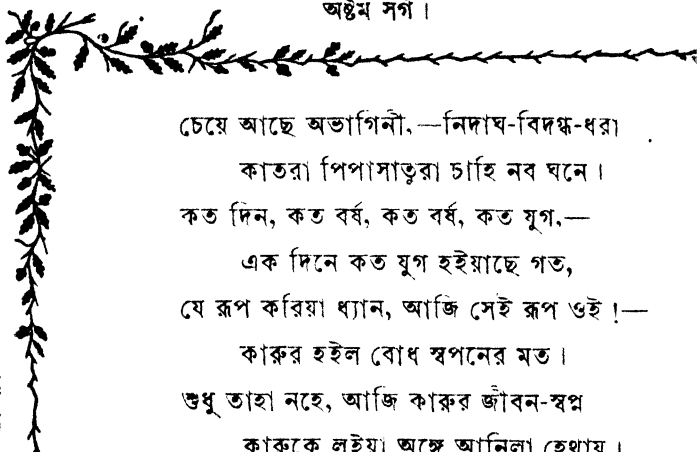 অষ্টম সর্গ।
চেয়ে আছে অভাগিনী,—নিদাঘ-বিদগ্ধ-ধরা
কাতরা পিপাসাতুরা চাহি নব ঘনে।
কত দিন, কত বর্ষ, কত বর্ষ, কত যুগ,—
এক দিনে কত যুগ হইয়াছে গত,
যে রূপ করিয়া ধ্যান, আজি সেই রূপ ওই!—
কারুর হইল বোধ স্বপনের মত।
শুধু তাহা নহে, আজি কারুর জীবন-স্বপ্ন
কারুকে লইয়া অঙ্গে আনিলা হেথায়।